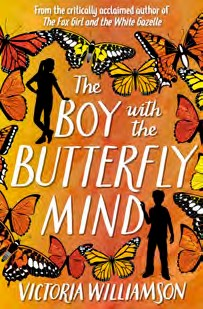 From the critically acclaimed author of
The Fox Girl and the White Gazelle
The
BOY with
the
BUTTERFLY
MIND
VICTORIA WILLIAMSON